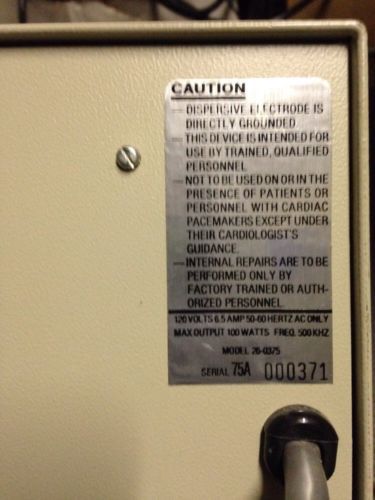 CAUTION
— DISPERSIVE ELECTRODE IS
DIRECTLY GROUNDED.
— THIS DEVICE IS INTENDED FOR
USE BY TRAINED, QUALIFIED
PERSONNEL
— NOT TO BE USED ON OR IN THE
PRESENCE OF PATIENTS OR
PERSONNEL WITH CARDIAC
PACEMAKERS EXCEPT UNDER
THEIR CARDIOLOGIST'S
GUIDANCE.
— INTERNAL REPAIRS ARE TO BE
PERFORMED ONLY BY
FACTORY TRAINED OR AUTH-
ORIZED PERSONNEL
120 VOLTS 6.5 AMP 50-60 HERTZ AC ONLY
MAX OUTPUT 100 WATTS FREQ. 500 KHZ
MODEL 26-0375
SERIAL 75A 000371